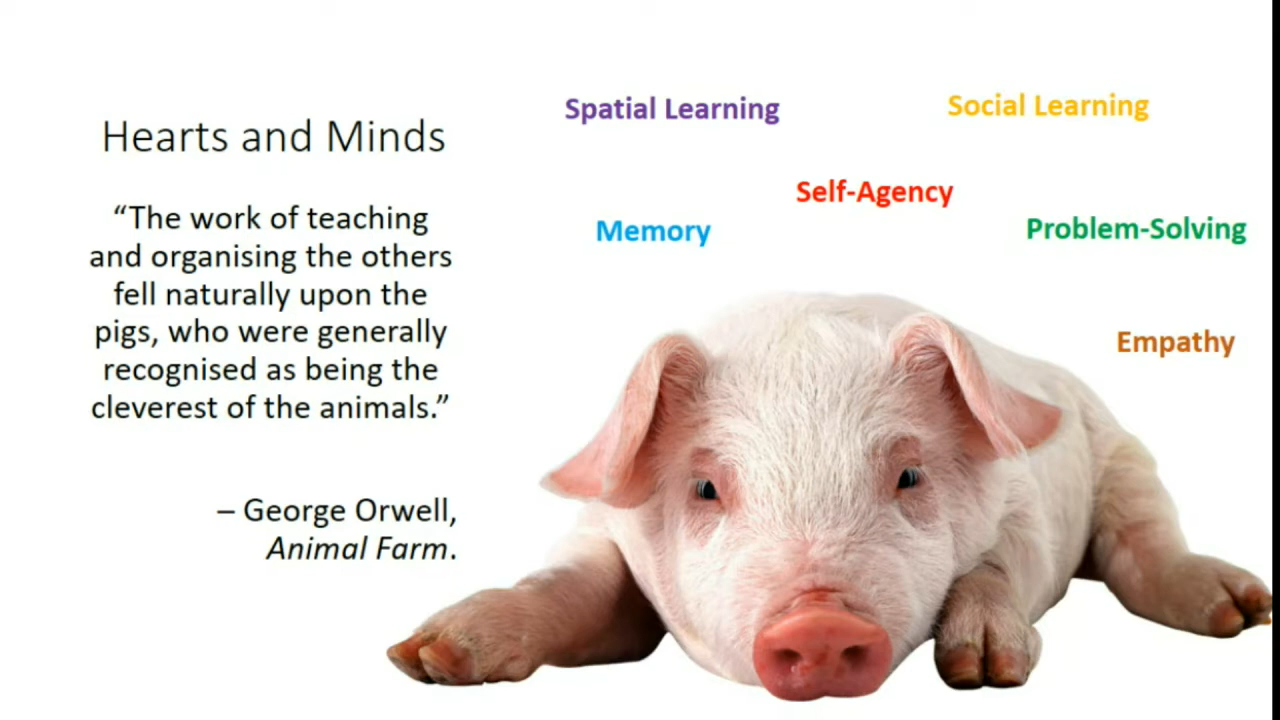 Hearts and Minds
“The work of teaching
and organising the others
fell naturally upon the
pigs, who were generally
recognised as being the
cleverest of the animals.”
– George Orwell,
Animal Farm.
Spatial Learning
Social Learning
Self-Agency
Memory
Problem-Solving
Empathy